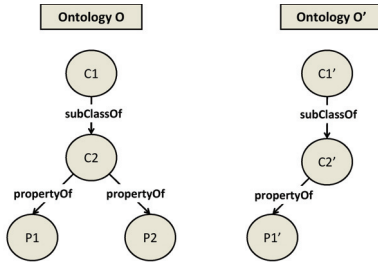 Ontology O
Ontology O’
C1
C1’
subClassOf
subClassOf
C2
C2’
propertyOf
propertyOf
propertyOf
P1
P2
P1’